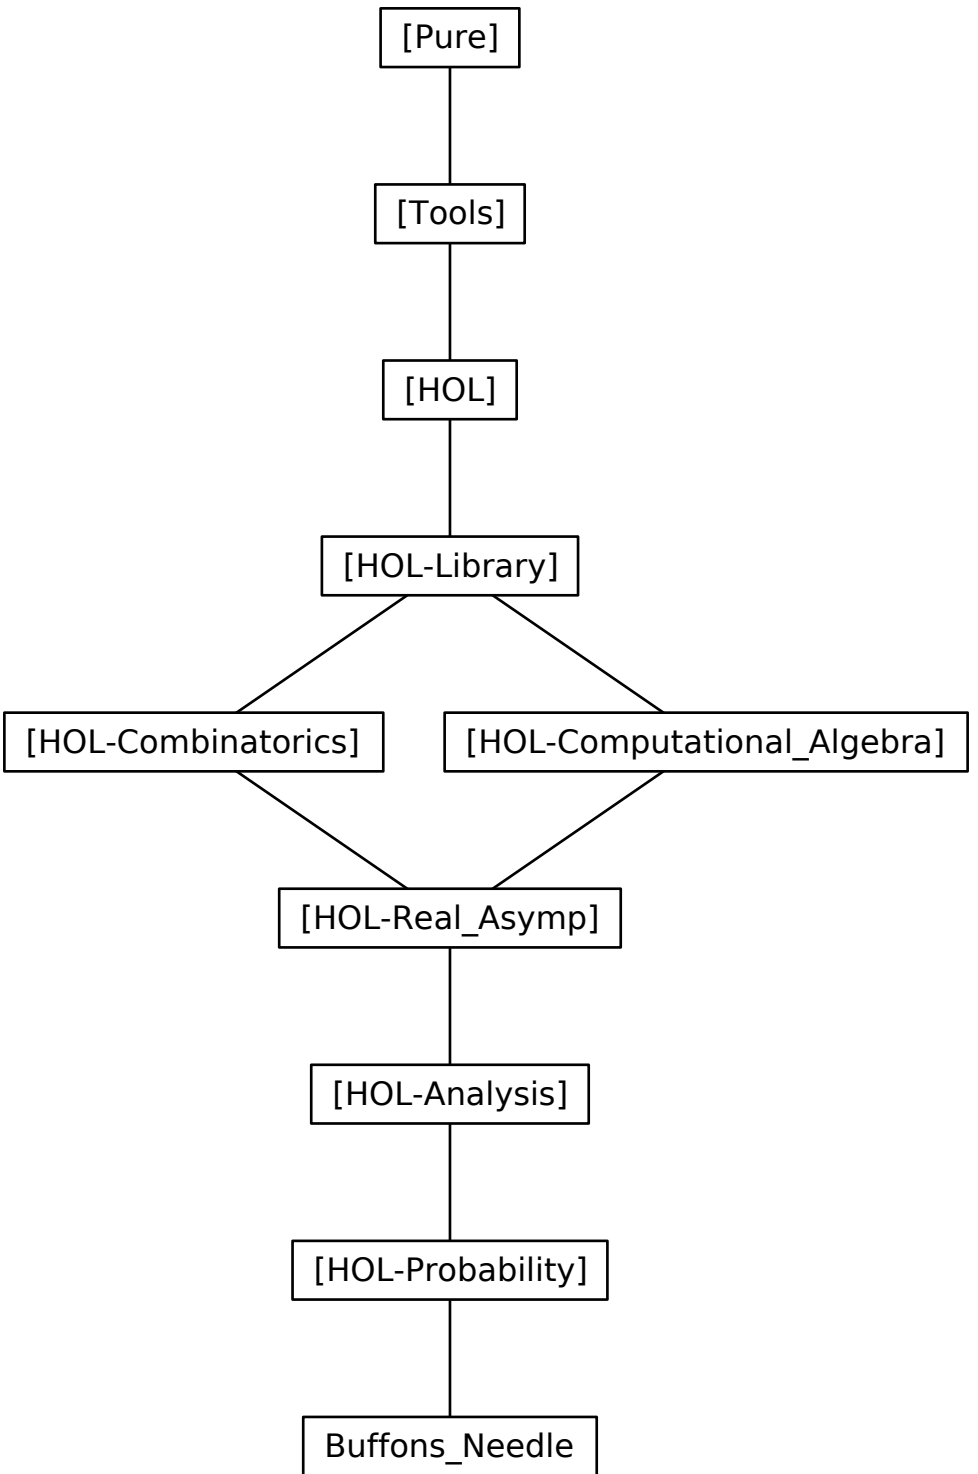 [Pure]
[Tools]
[HOL]
[HOL-Library]
[HOL-Combinatorics]
[HOL-Computational_Algebra]
[HOL-Real_Asymp]
[HOL-Analysis]
[HOL-Probability]
Buffons_Needle